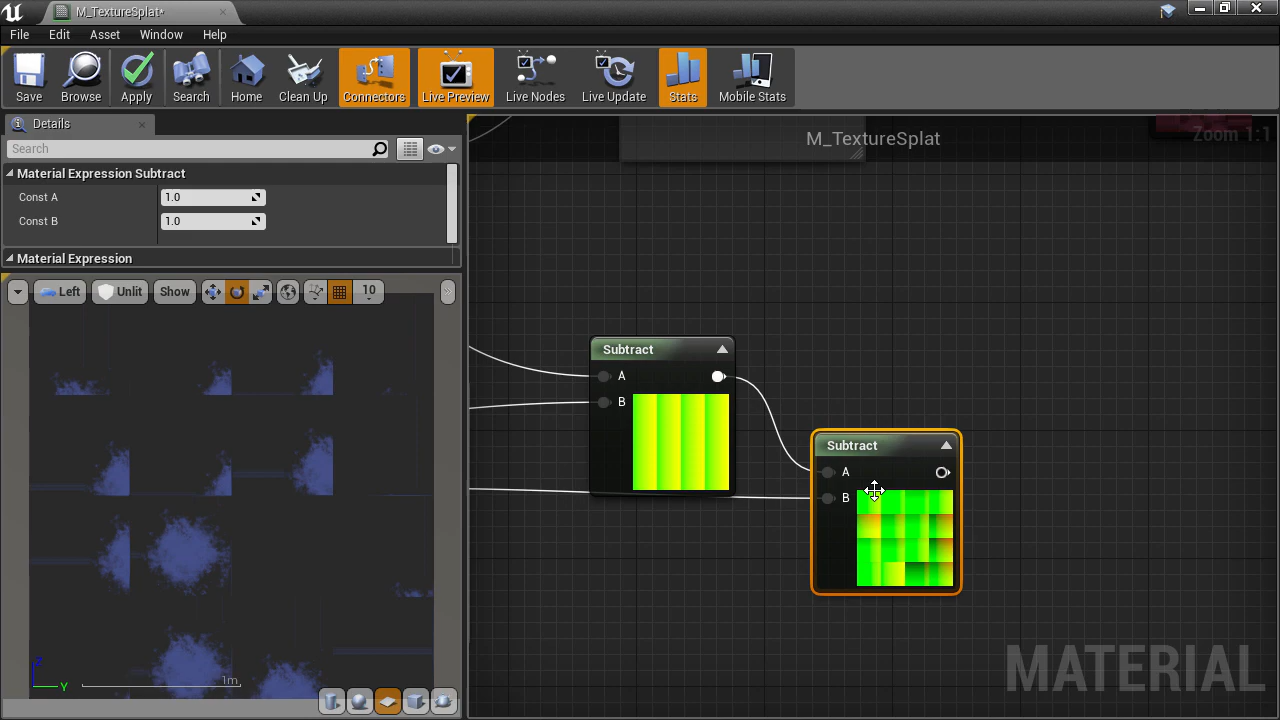 M_TextureSplat*
File Edit Asset Window Help
Save Browse Apply Search Home Clean Up Connectors Live Preview Live Nodes Live Update Stats Mobile Stats
Details
Search
Material Expression Subtract
Const A 1.0
Const B 1.0
Material Expression
Left Unlit Show 10
Z
Y
1m
M_TextureSplat
Zoom 1:1
Subtract
A
B
Subtract
A
B
MATERIAL